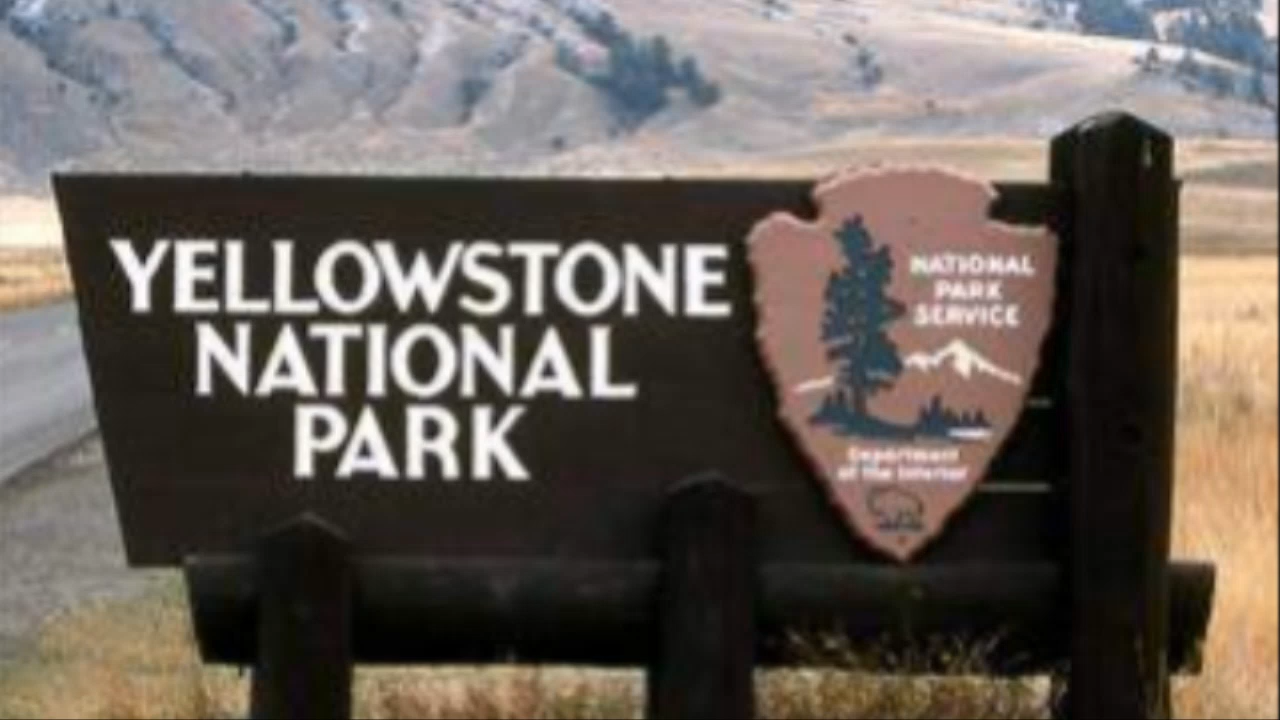 YELLOWSTONE
NATIONAL
PARK
NATIONAL
PARK
SERVICE
Department
of the Interior